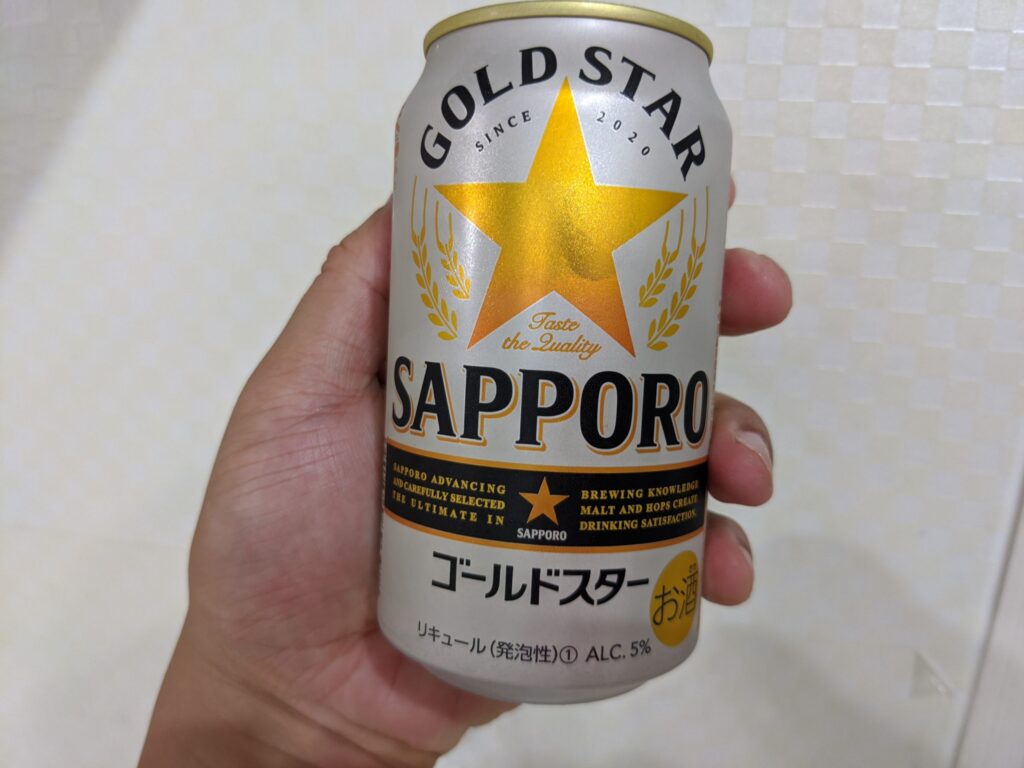 GOLD STAR
SINCE 2020
Taste
the Quality
SAPPORO
SAPPORO ADVANCING
AND CAREFULLY SELECTED
THE ULTIMATE IN
SAPPORO
BREWING KNOWLEDGE
MALT AND HOPS CREATE
DRINKING SATISFACTION.
ゴールドスター
お酒
リキュール(発泡性)① ALC. 5%